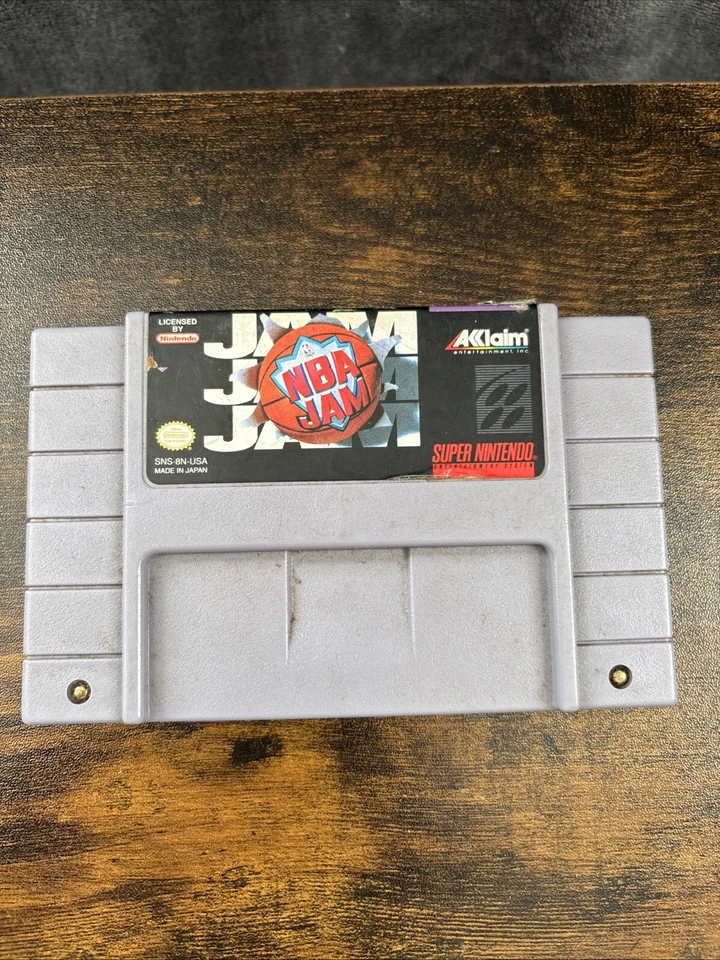 LICENSED
BY
Nintendo
JAM
JAM
JAM
NBA
JAM
AKKlaim
entertainment, inc.
SNS-8N-USA
MADE IN JAPAN
SUPER NINTENDO
ENTERTAINMENT SYSTEM